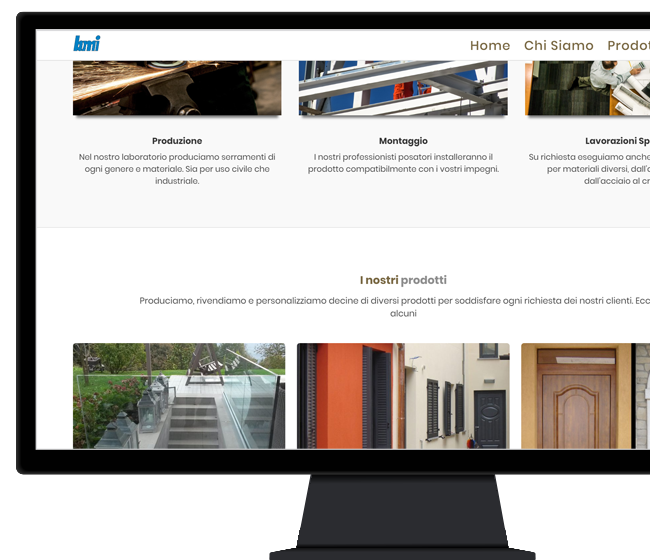 lami
Home Chi Siamo
Produzione
Nel nostro laboratorio produciamo serramenti di
ogni genere e materiale. Sia per uso civile che
industriale.
Montaggio
I nostri professionisti posatori installeranno il
prodotto compatibilmente con i vostri impegni.
Lavorazioni Sp
Su richiesta eseguiamo anche
per materiali diversi, dall'
dall'acciaio al cr
I nostri prodotti
Produciamo, rivendiamo e personalizziamo decine di diversi prodotti per soddisfare ogni richiesta dei nostri clienti. Ecc
alcuni